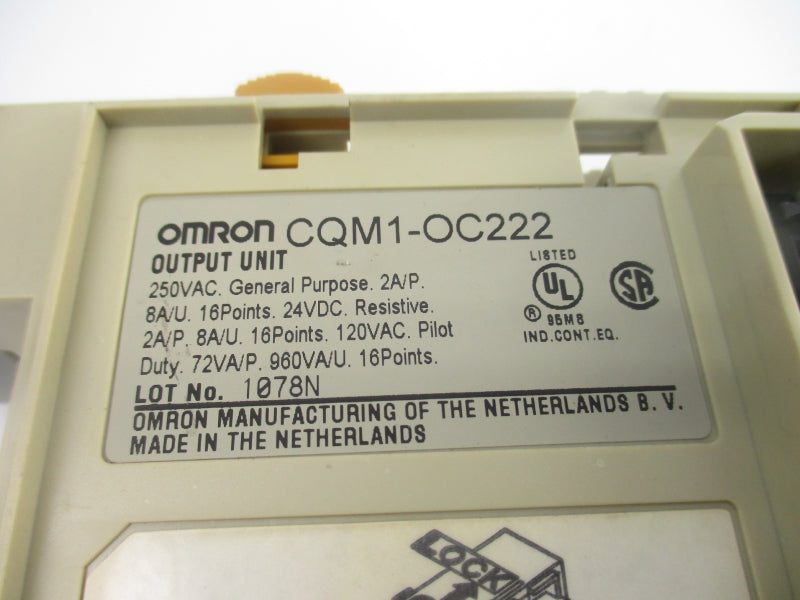 OMRON CQM1-OC222
OUTPUT UNIT
250VAC. General Purpose. 2A/P.
8A/U. 16Points. 24VDC. Resistive.
2A/P. 8A/U. 16Points. 120VAC. Pilot
Duty. 72VA/P. 960VA/U. 16Points.
LISTED
UL
SA
® 95M8
IND.CONT.EQ.
LOT No. 1078N
OMRON MANUFACTURING OF THE NETHERLANDS B.V.
MADE IN THE NETHERLANDS
LOCK